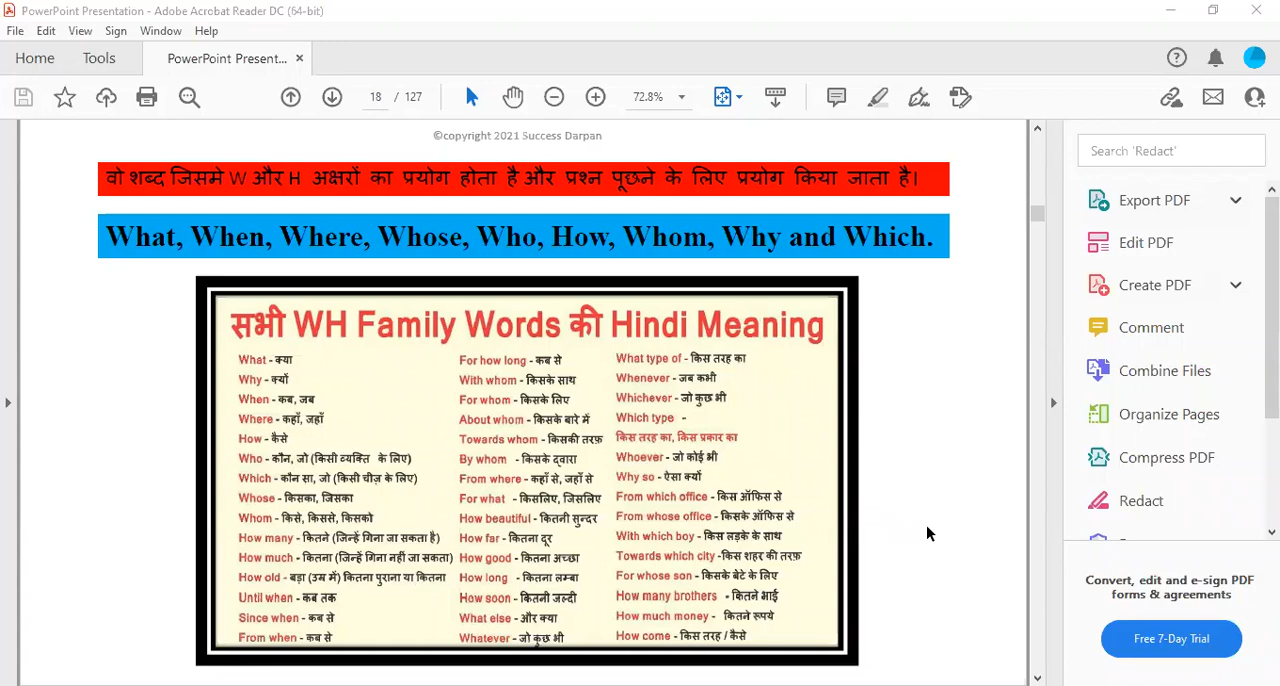 PowerPoint Presentation - Adobe Acrobat Reader DC (64-bit)
File Edit View Sign Window Help
Home Tools PowerPoint Present... ×
18 / 127 72.8%
©copyright 2021 Success Darpan
वो शब्द जिसमे W और H अक्षरों का प्रयोग होता है और प्रश्न पूछने के लिए प्रयोग किया जाता है।
What, When, Where, Whose, Who, How, Whom, Why and Which.
सभी WH Family Words की Hindi Meaning
What - क्या
Why - क्यों
When - कब, जब
Where - कहाँ, जहाँ
How - कैसे
Who - कौन, जो (किसी व्यक्ति के लिए)
Which - कौन सा, जो (किसी चीज़ के लिए)
Whose - किसका, जिसका
Whom - किसे, किससे, किसको
How many - कितने (जिन्हें गिना जा सकता है)
How much - कितना (जिन्हें गिना नहीं जा सकता)
How old - बड़ा (उम्र में) कितना पुराना या कितना
Until when - कब तक
Since when - कब से
From when - कब से
For how long - कब से
With whom - किसके साथ
For whom - किसके लिए
About whom - किसके बारे में
Towards whom - किसकी तरफ़
By whom - किसके द्वारा
From where - कहाँ से, जहाँ से
For what - किसलिए, जिसलिए
How beautiful - कितनी सुन्दर
How far - कितना दूर
How good - कितना अच्छा
How long - कितना लम्बा
How soon - कितनी जल्दी
What else - और क्या
Whatever - जो कुछ भी
What type of - किस तरह का
Whenever - जब कभी
Whichever - जो कुछ भी
Which type -
किस तरह का, किस प्रकार का
Whoever - जो कोई भी
Why so - ऐसा क्यों
From which office - किस ऑफिस से
From whose office - किसके ऑफिस से
With which boy - किस लड़के के साथ
Towards which city - किस शहर की तरफ़
For whose son - किसके बेटे के लिए
How many brothers - कितने भाई
How much money - कितने रूपये
How come - किस तरह / कैसे
Search 'Redact'
Export PDF
Edit PDF
Create PDF
Comment
Combine Files
Organize Pages
Compress PDF
Redact
Convert, edit and e-sign PDF
forms & agreements
Free 7-Day Trial